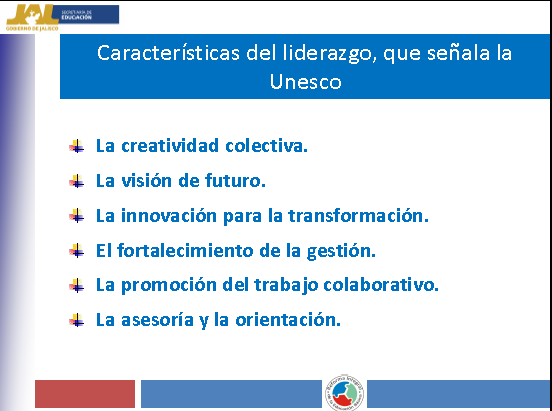 JAL
SECRETARÍA DE
EDUCACIÓN
GOBIERNO DE JALISCO
Características del liderazgo, que señala la
Unesco
La creatividad colectiva.
La visión de futuro.
La innovación para la transformación.
El fortalecimiento de la gestión.
La promoción del trabajo colaborativo.
La asesoría y la orientación.
Reforma Integral